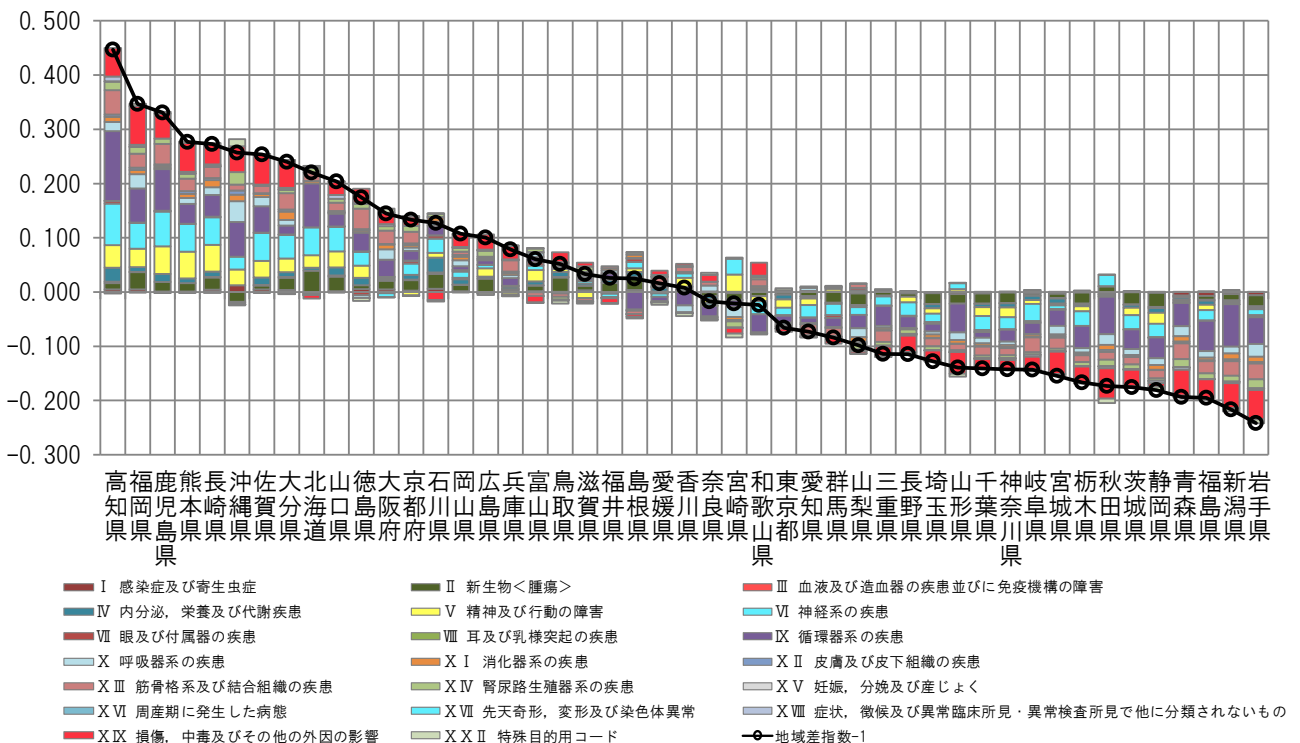 0.500
0.400
0.300
0.200
0.100
0.000
-0.100
-0.200
-0.300
高知県
福岡県
鹿児島県
熊本県
長崎県
沖縄県
佐賀県
大分県
北海道
山口県
徳島県
大阪府
京都府
石川県
岡山県
広島県
兵庫県
富山県
鳥取県
滋賀県
福井県
島根県
愛媛県
香川県
奈良県
宮崎県
和歌山県
東京都
愛知県
群馬県
山梨県
三重県
長野県
埼玉県
山形県
千葉県
神奈川県
岐阜県
宮城県
栃木県
秋田県
茨城県
静岡県
青森県
福島県
新潟県
岩手県
Ⅰ 感染症及び寄生虫症
Ⅱ 新生物＜腫瘍＞
Ⅲ 血液及び造血器の疾患並びに免疫機構の障害
Ⅳ 内分泌，栄養及び代謝疾患
Ⅴ 精神及び行動の障害
Ⅵ 神経系の疾患
Ⅶ 眼及び付属器の疾患
Ⅷ 耳及び乳様突起の疾患
Ⅸ 循環器系の疾患
Ⅹ 呼吸器系の疾患
ⅩⅠ 消化器系の疾患
ⅩⅡ 皮膚及び皮下組織の疾患
ⅩⅢ 筋骨格系及び結合組織の疾患
ⅩⅣ 腎尿路生殖器系の疾患
ⅩⅤ 妊娠，分娩及び産じょく
ⅩⅥ 周産期に発生した病態
ⅩⅦ 先天奇形，変形及び染色体異常
ⅩⅧ 症状，徴候及び異常臨床所見・異常検査所見で他に分類されないもの
ⅩⅨ 損傷，中毒及びその他の外因の影響
ⅩⅩⅡ 特殊目的用コード
地域差指数-1